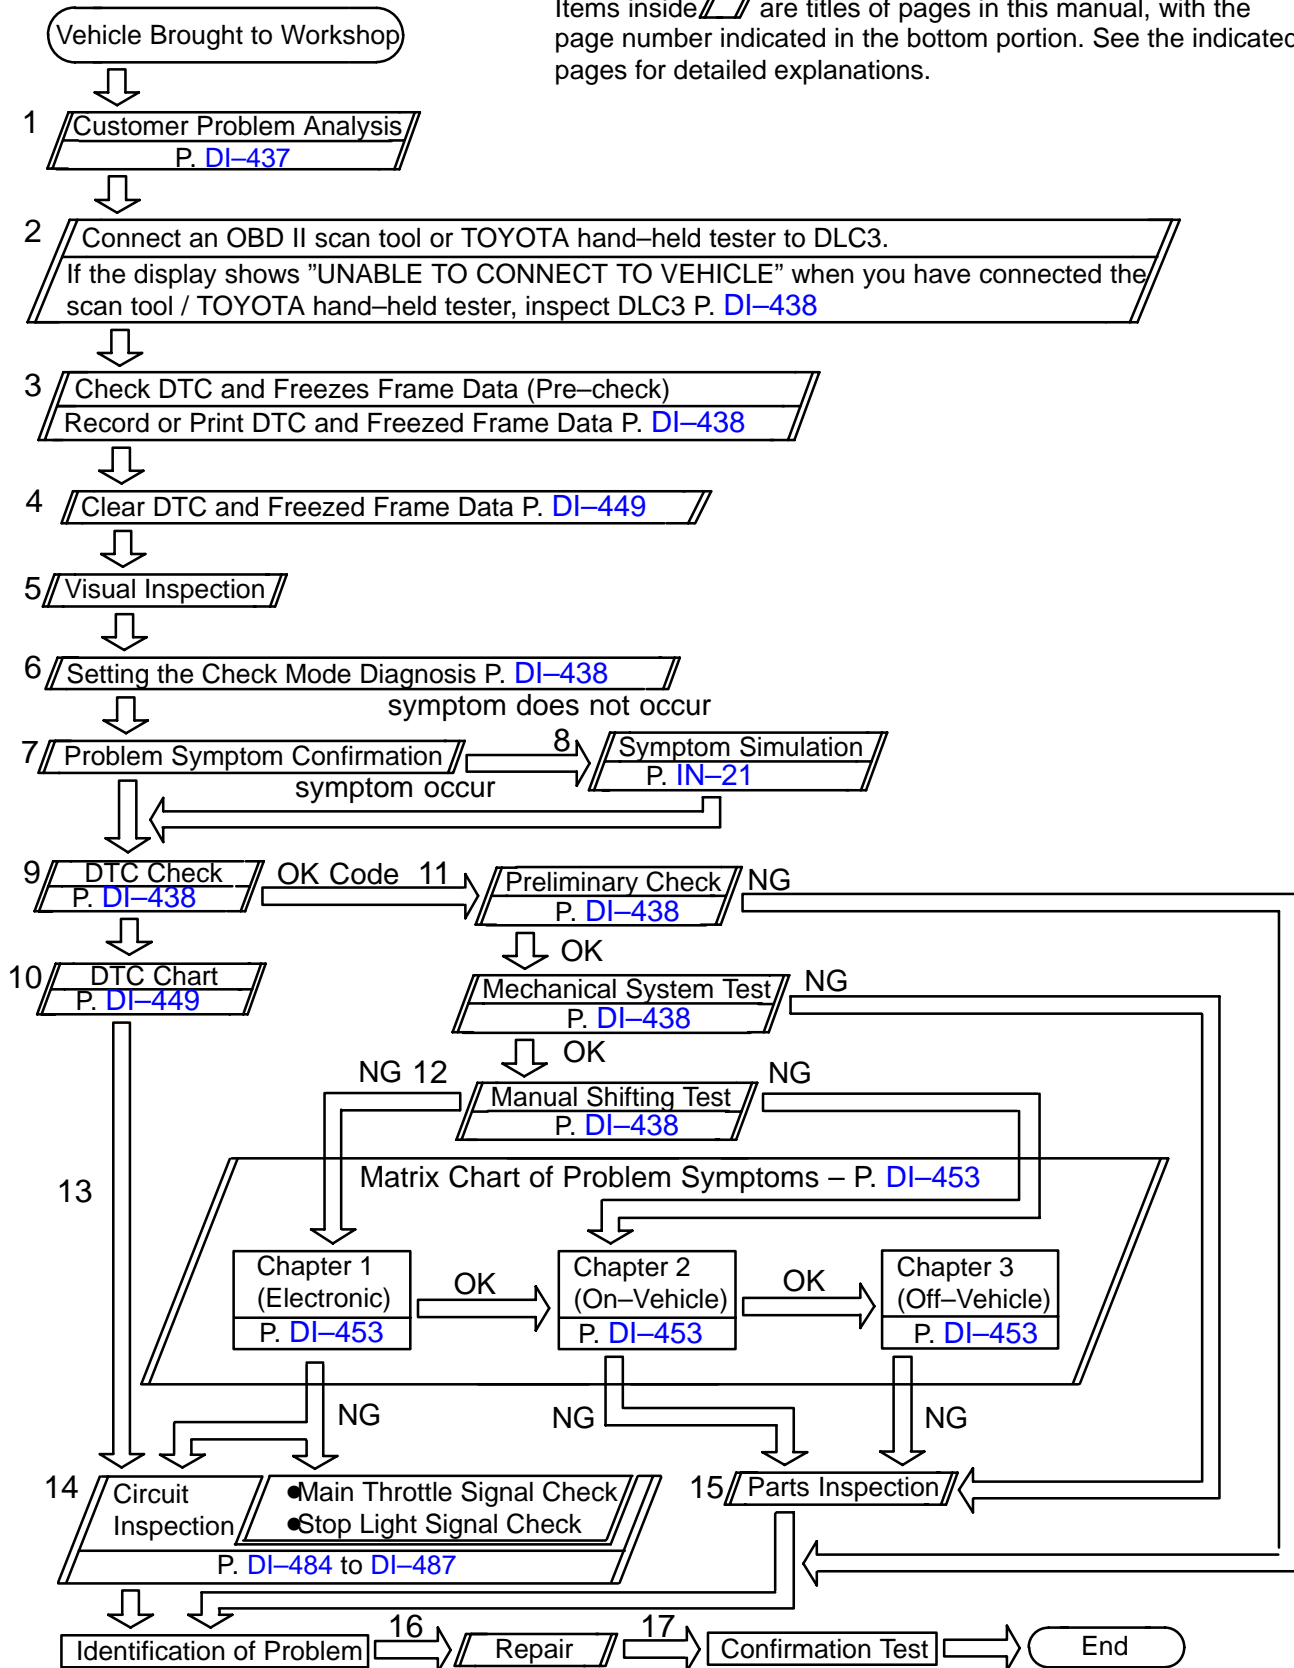 Items inside are titles of pages in this manual, with the
page number indicated in the bottom portion. See the indicated
pages for detailed explanations.
Vehicle Brought to Workshop
1
Customer Problem Analysis
P. DI–437
2
Connect an OBD II scan tool or TOYOTA hand–held tester to DLC3.
If the display shows ”UNABLE TO CONNECT TO VEHICLE” when you have connected the
scan tool / TOYOTA hand–held tester, inspect DLC3 P. DI–438
3
Check DTC and Freezes Frame Data (Pre–check)
Record or Print DTC and Freezed Frame Data P. DI–438
4
Clear DTC and Freezed Frame Data P. DI–449
5
Visual Inspection
6
Setting the Check Mode Diagnosis P. DI–438
symptom does not occur
7
Problem Symptom Confirmation
8
Symptom Simulation
P. IN–21
symptom occur
9
DTC Check
P. DI–438
OK Code
11
Preliminary Check
P. DI–438
NG
OK
10
DTC Chart
P. DI–449
Mechanical System Test
P. DI–438
NG
OK
NG
12
Manual Shifting Test
P. DI–438
NG
13
Matrix Chart of Problem Symptoms – P. DI–453
Chapter 1
(Electronic)
P. DI–453
OK
Chapter 2
(On–Vehicle)
P. DI–453
OK
Chapter 3
(Off–Vehicle)
P. DI–453
NG
NG
NG
14
Circuit
Inspection
●Main Throttle Signal Check
●Stop Light Signal Check
P. DI–484 to DI–487
15
Parts Inspection
Identification of Problem
16
Repair
17
Confirmation Test
End